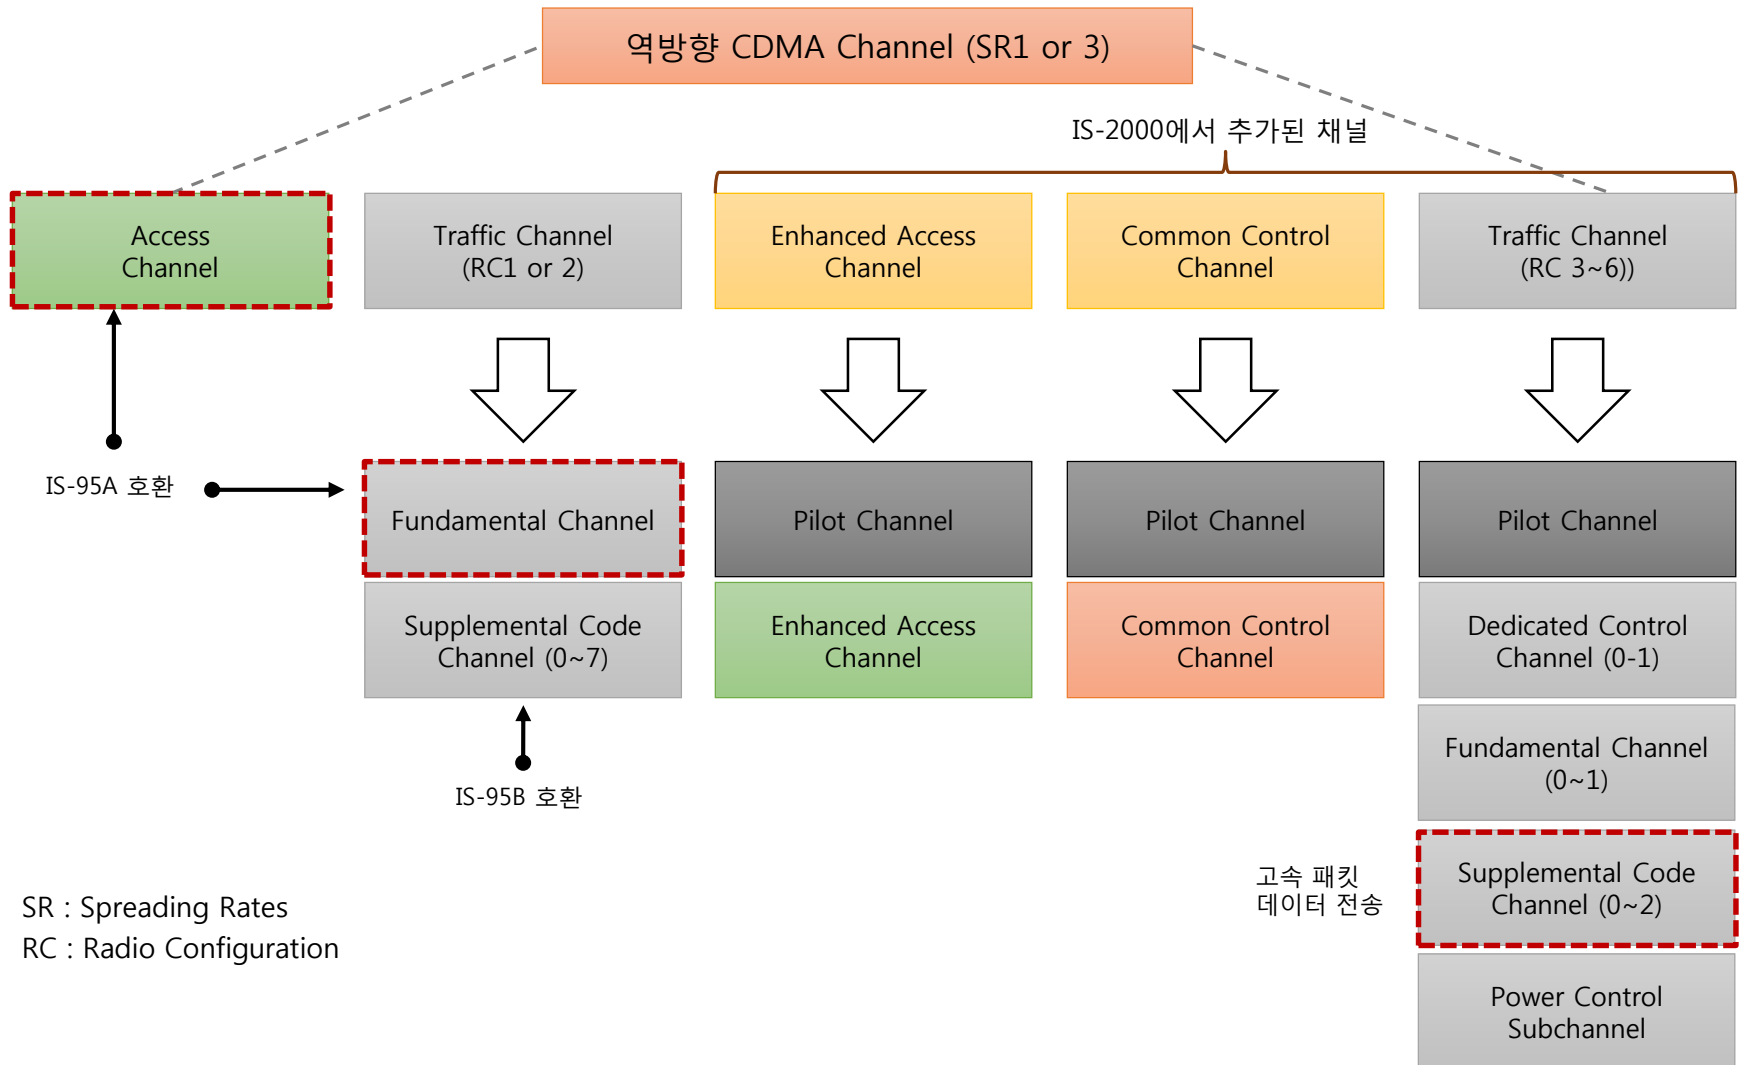 역방향 CDMA Channel (SR1 or 3)
IS-2000에서 추가된 채널
Access
Channel
Traffic Channel
(RC1 or 2)
Enhanced Access
Channel
Common Control
Channel
Traffic Channel
(RC 3~6))
IS-95A 호환
Fundamental Channel
Pilot Channel
Pilot Channel
Pilot Channel
Supplemental Code
Channel (0~7)
Enhanced Access
Channel
Common Control
Channel
Dedicated Control
Channel (0-1)
IS-95B 호환
Fundamental Channel
(0~1)
고속 패킷
데이터 전송
Supplemental Code
Channel (0~2)
Power Control
Subchannel
SR : Spreading Rates
RC : Radio Configuration